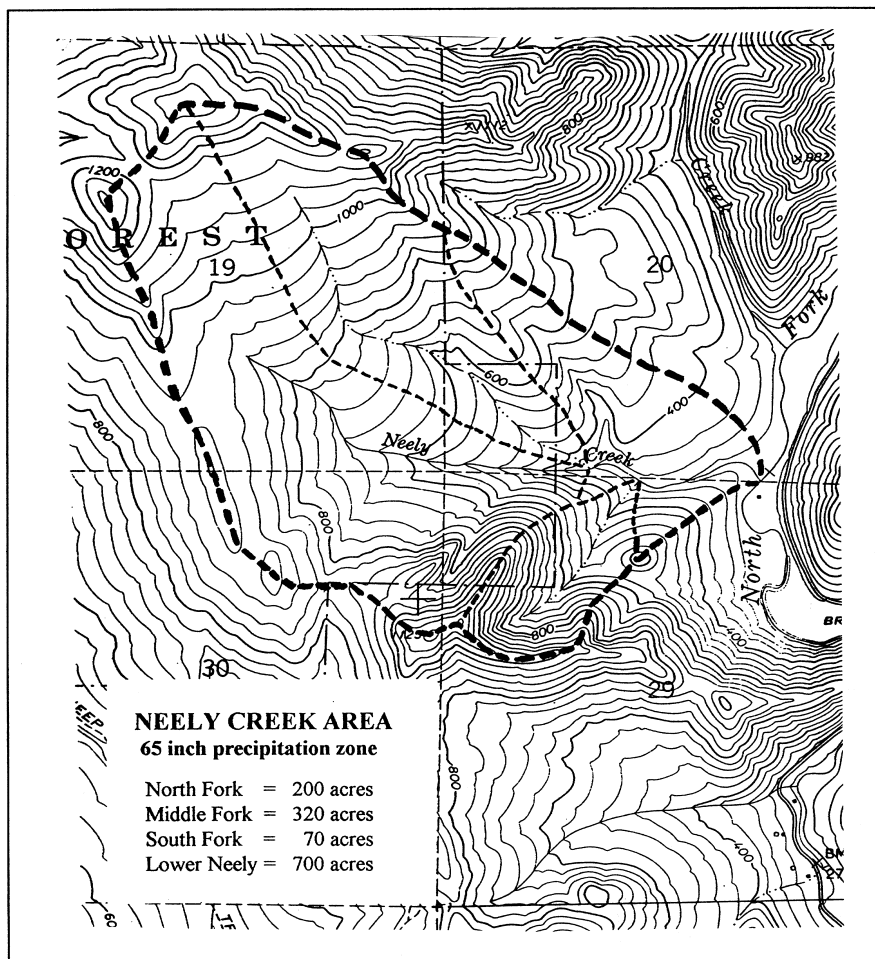 800
1200
1000
O R E S T
19
20
Creek
600
Fork
600
400
Neely
Creek
800
800
North
800
400
30
29
NEELY CREEK AREA
65 inch precipitation zone
North Fork = 200 acres
Middle Fork = 320 acres
South Fork = 70 acres
Lower Neely = 700 acres
800
400